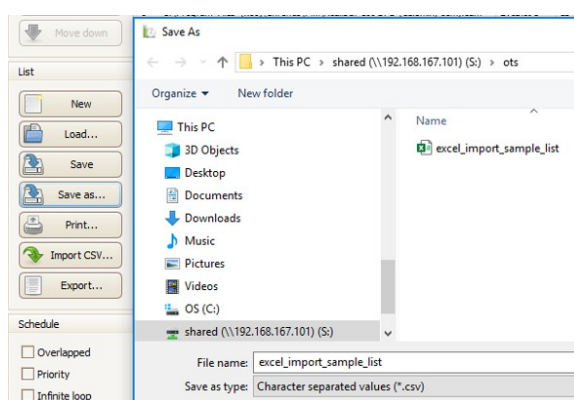 Move down
List
New
Load...
Save
Save as...
Print...
Import CSV...
Export...
Schedule
Overlapped
Priority
Infinite loop
Save As
This PC > shared (\\192.168.167.101) (S:) > ots
Organize New folder
This PC
3D Objects
Desktop
Documents
Downloads
Music
Pictures
Videos
OS (C:)
shared (\\192.168.167.101) (S:)
Name
excel_import_sample_list
File name: excel_import_sample_list
Save as type: Character separated values (*.csv)